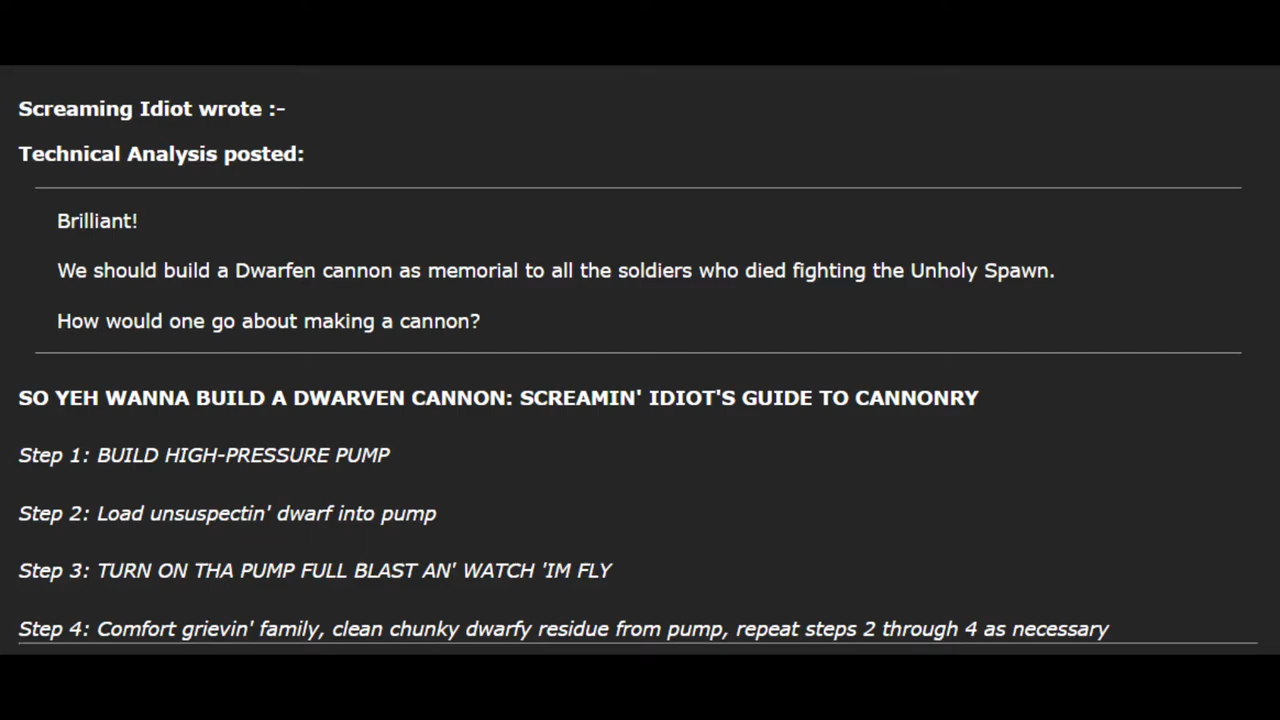 Screaming Idiot wrote :-
Technical Analysis posted:
Brilliant!
We should build a Dwarfen cannon as memorial to all the soldiers who died fighting the Unholy Spawn.
How would one go about making a cannon?
SO YEH WANNA BUILD A DWARVEN CANNON: SCREAMIN' IDIOT'S GUIDE TO CANNONRY
Step 1: BUILD HIGH-PRESSURE PUMP
Step 2: Load unsuspectin' dwarf into pump
Step 3: TURN ON THA PUMP FULL BLAST AN' WATCH 'IM FLY
Step 4: Comfort grievin' family, clean chunky dwarfy residue from pump, repeat steps 2 through 4 as necessary